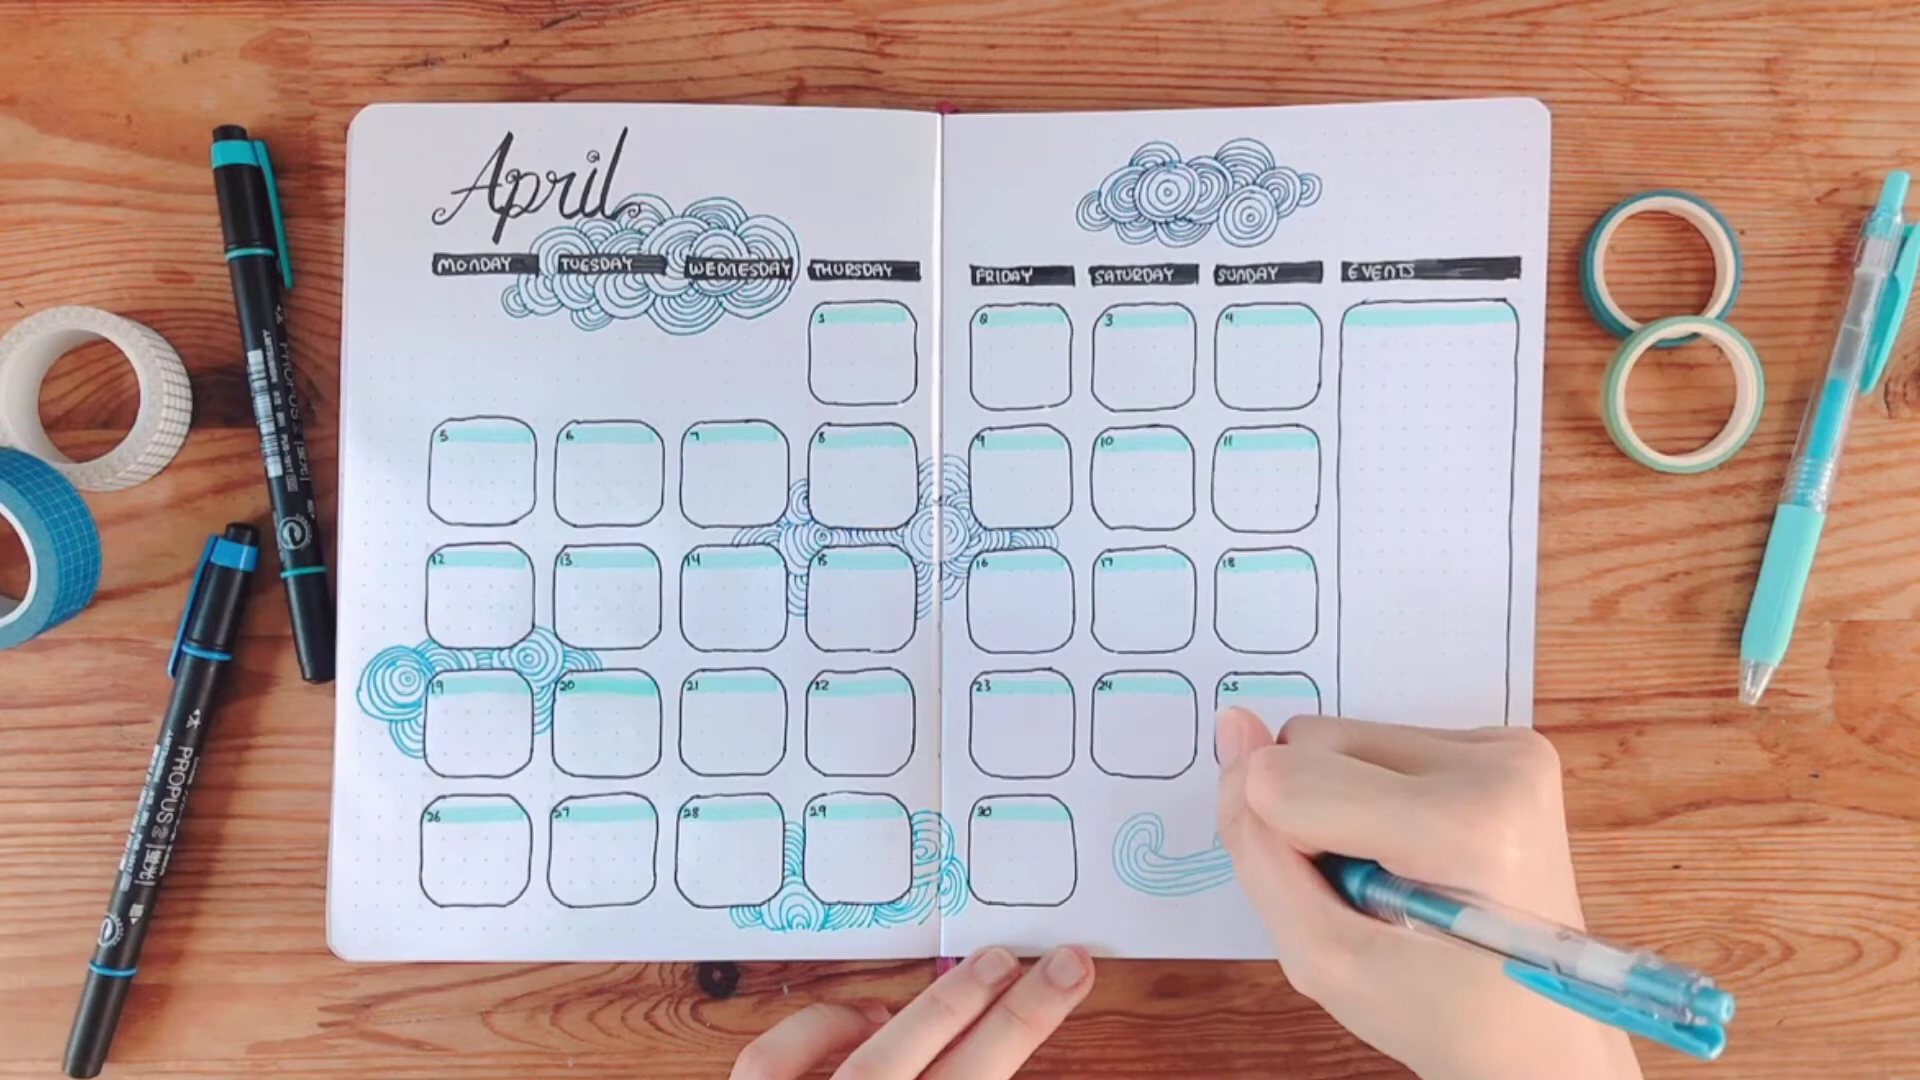 April
MONDAY TUESDAY WEDNESDAY THURSDAY FRIDAY SATURDAY SUNDAY EVENTS
1 2 3 4
5 6 7 8 9 10 11
12 13 14 15 16 17 18
19 20 21 22 23 24 25
26 27 28 29 30
PROPUS 2
PROPUS 2